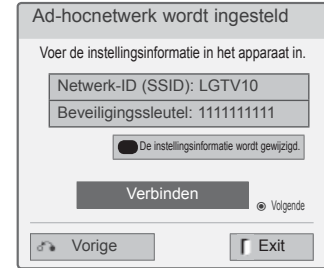 Ad-hocnetwerk wordt ingesteld
Voer de instellingsinformatie in het apparaat in.
Netwerk-ID (SSID): LGTV10
Beveiligingssleutel: 1111111111
De instellingsinformatie wordt gewijzigd.
Verbinden
Volgende
Vorige
Exit